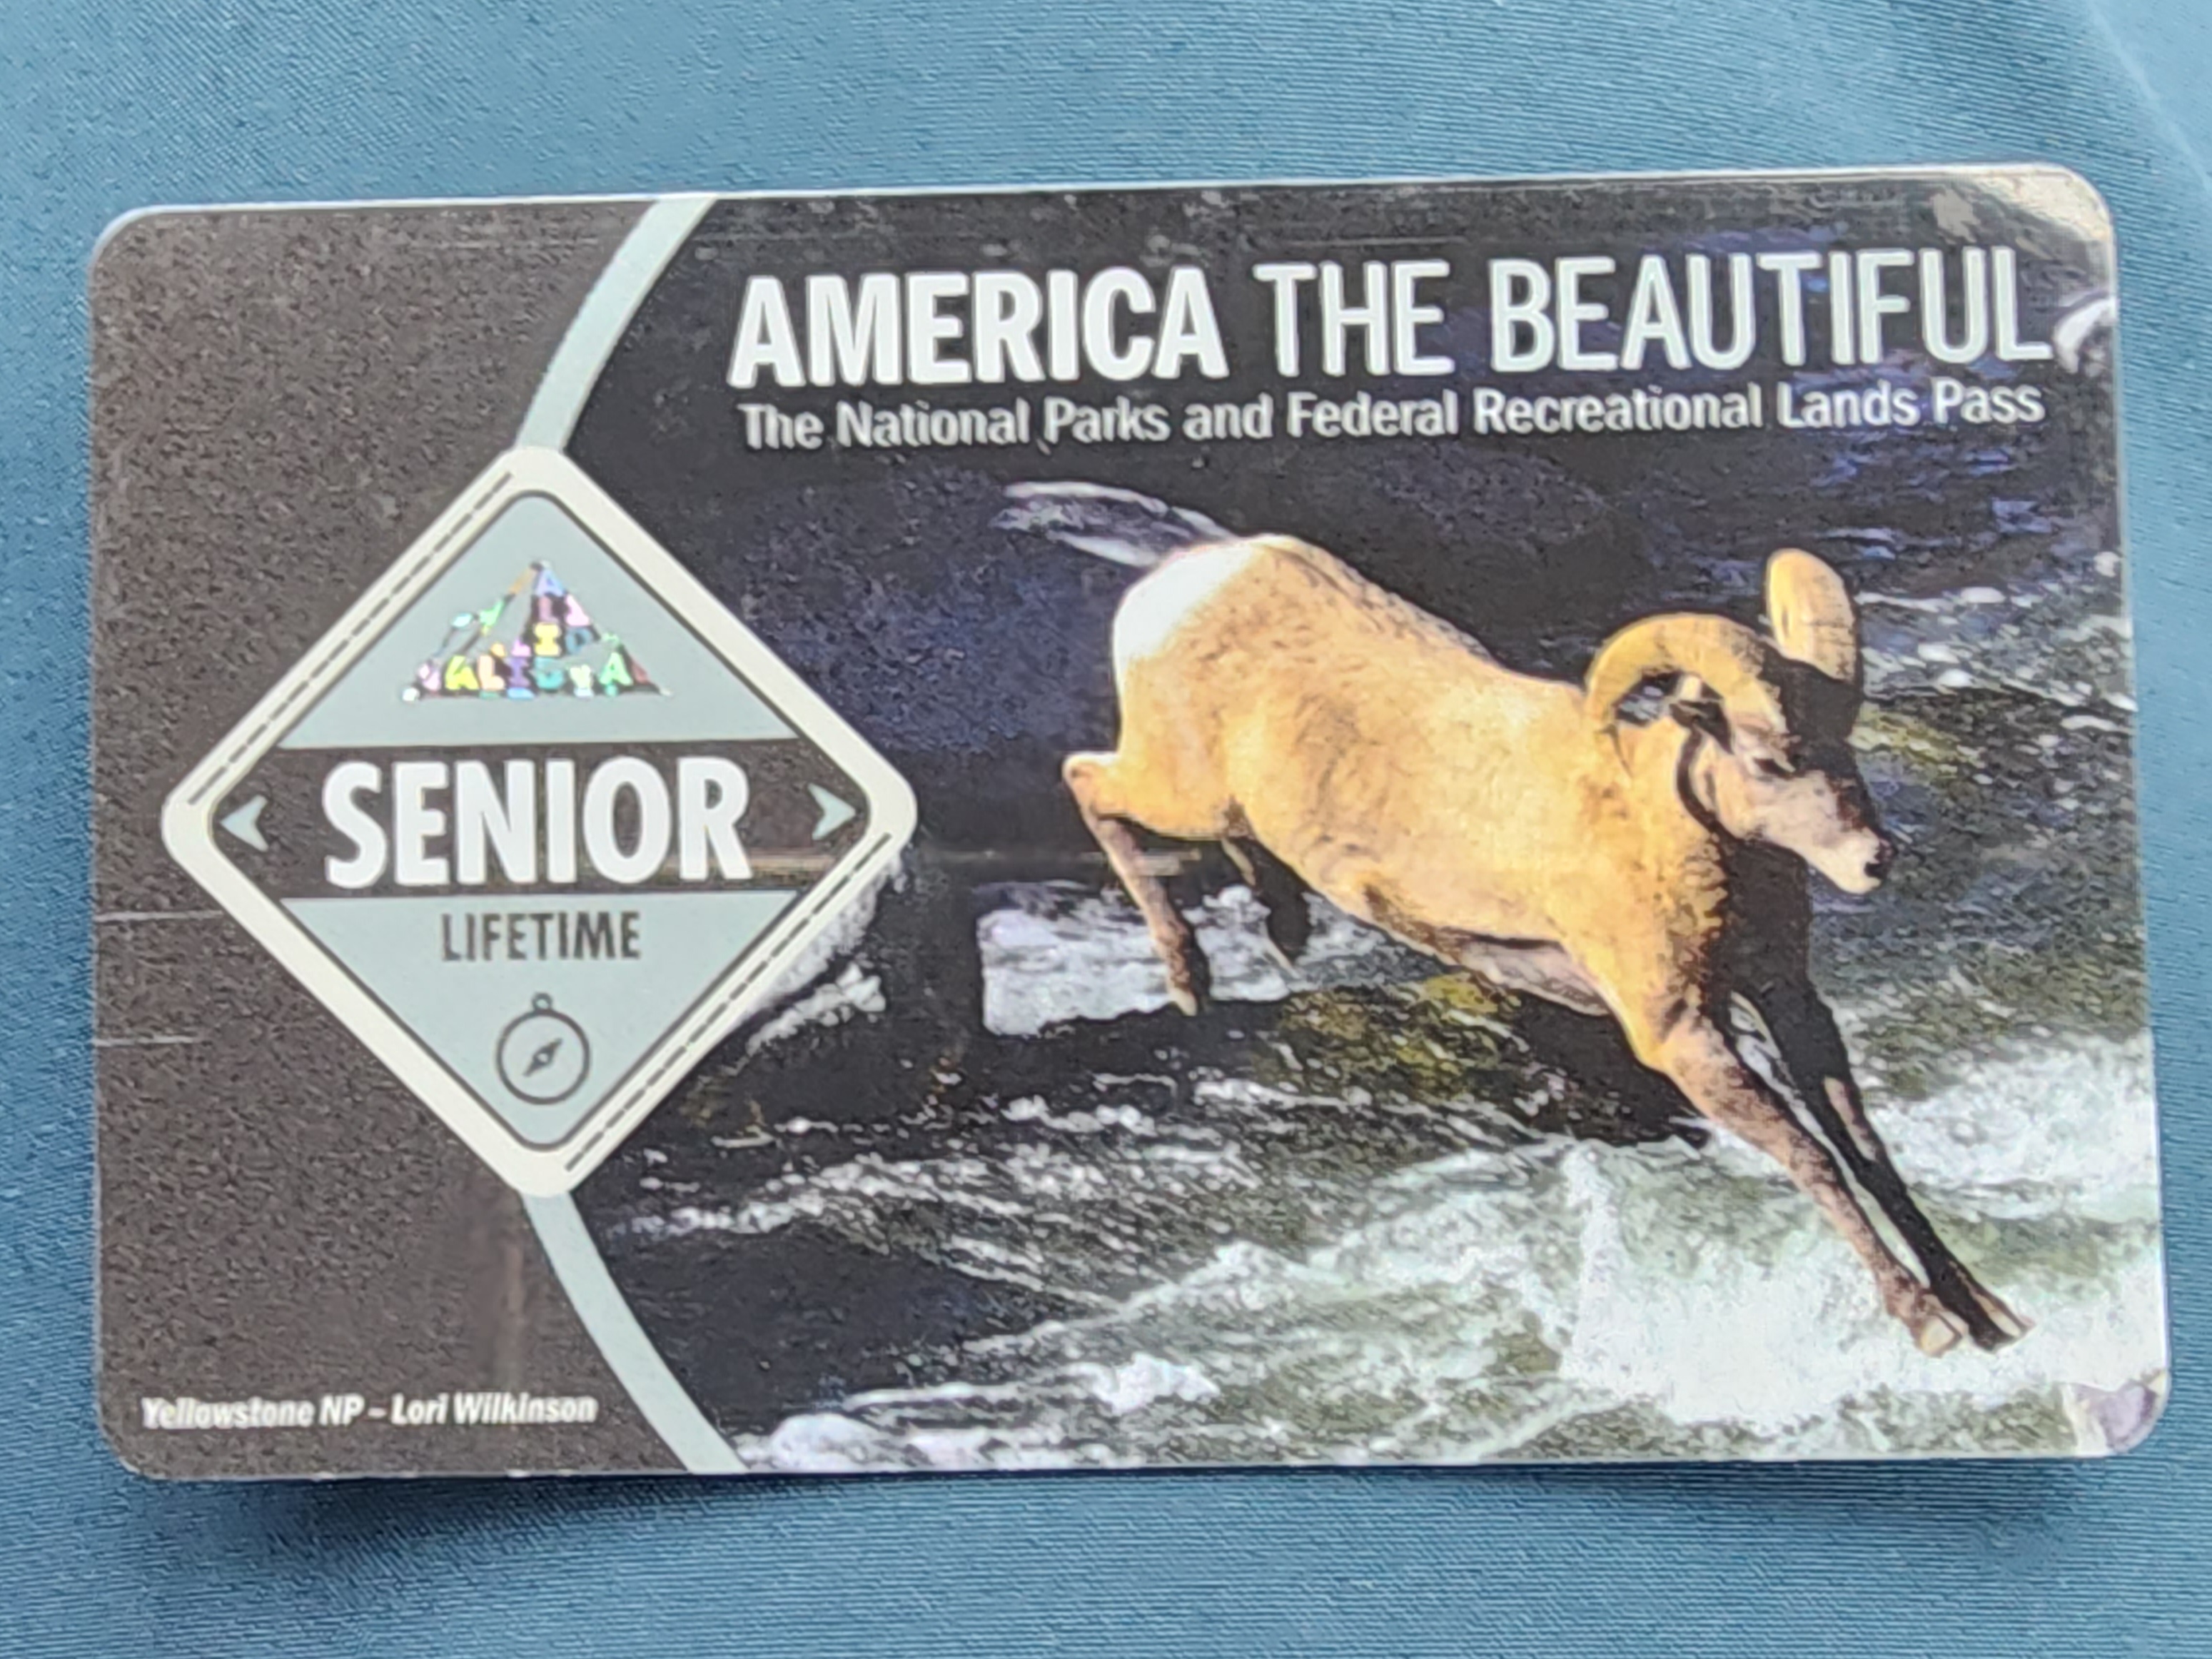 AMERICA THE BEAUTIFUL
The National Parks and Federal Recreational Lands Pass
SENIOR
LIFETIME
Yellowstone NP – Lori Wilkinson